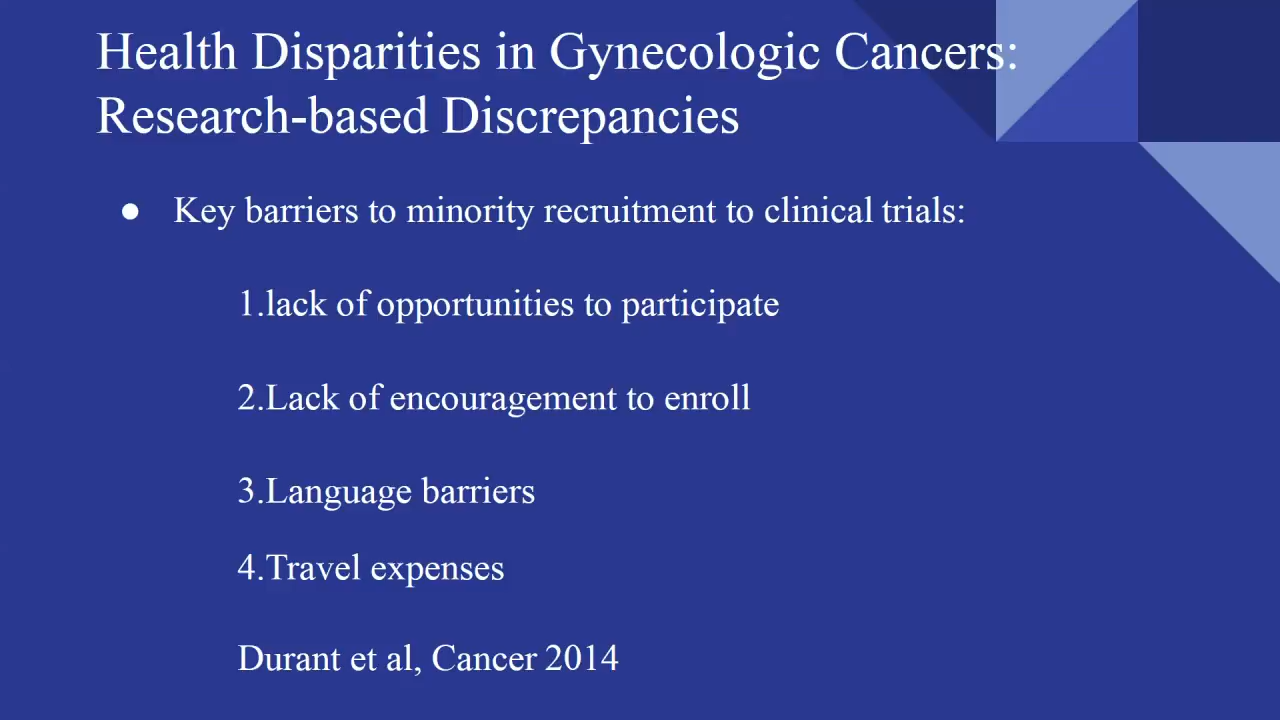 Health Disparities in Gynecologic Cancers:
Research-based Discrepancies
● Key barriers to minority recruitment to clinical trials:
1.lack of opportunities to participate
2.Lack of encouragement to enroll
3.Language barriers
4.Travel expenses
Durant et al, Cancer 2014